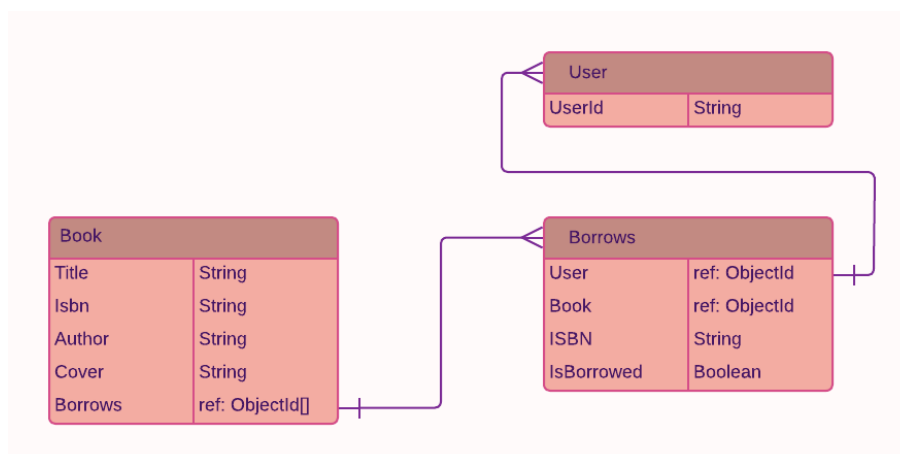 User
UserId String
Book
Title String
Isbn String
Author String
Cover String
Borrows ref: ObjectId[]
Borrows
User ref: ObjectId
Book ref: ObjectId
ISBN String
IsBorrowed Boolean